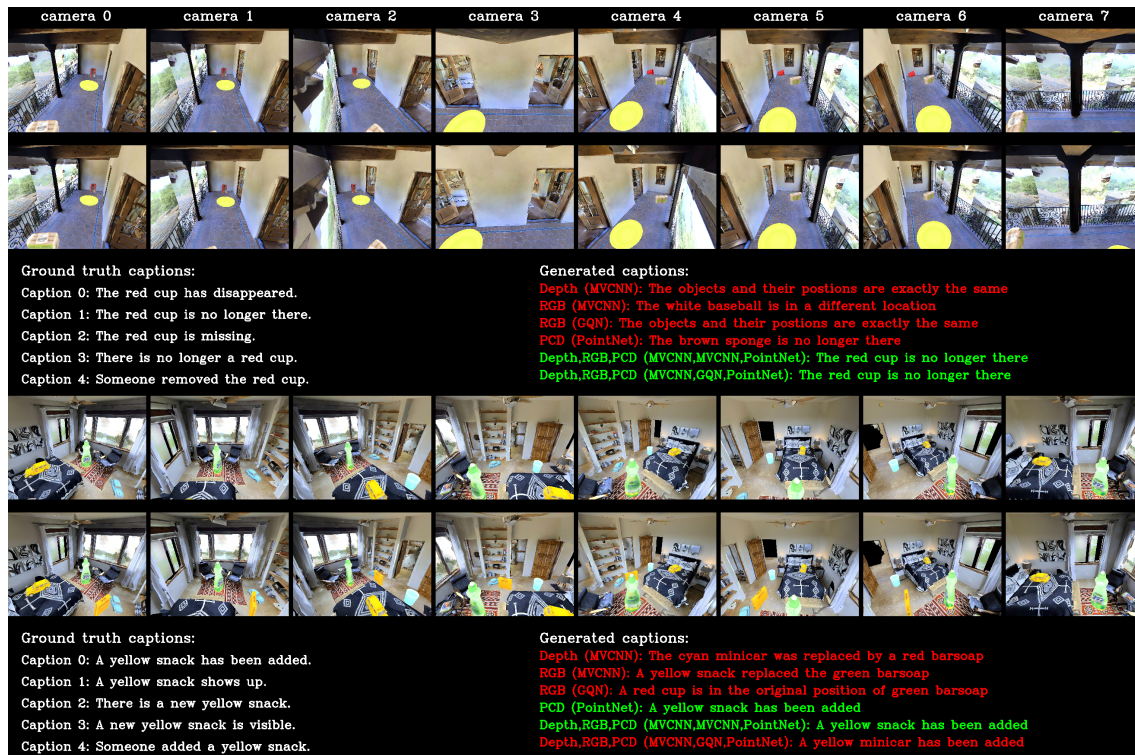 camera 0 camera 1 camera 2 camera 3 camera 4 camera 5 camera 6 camera 7
Ground truth captions:
Caption 0: The red cup has disappeared.
Caption 1: The red cup is no longer there.
Caption 2: The red cup is missing.
Caption 3: There is no longer a red cup.
Caption 4: Someone removed the red cup.
Generated captions:
Depth (MVCNN): The objects and their postions are exactly the same
RGB (MVCNN): The white baseball is in a different location
RGB (GQN): The objects and their postions are exactly the same
PCD (PointNet): The brown sponge is no longer there
Depth,RGB,PCD (MVCNN,MVCNN,PointNet): The red cup is no longer there
Depth,RGB,PCD (MVCNN,GQN,PointNet): The red cup is no longer there
Ground truth captions:
Caption 0: A yellow snack has been added.
Caption 1: A yellow snack shows up.
Caption 2: There is a new yellow snack.
Caption 3: A new yellow snack is visible.
Caption 4: Someone added a yellow snack.
Generated captions:
Depth (MVCNN): The cyan minicar was replaced by a red barsoap
RGB (MVCNN): A yellow snack replaced the green barsoap
RGB (GQN): A red cup is in the original position of green barsoap
PCD (PointNet): A yellow snack has been added
Depth,RGB,PCD (MVCNN,MVCNN,PointNet): A yellow snack has been added
Depth,RGB,PCD (MVCNN,GQN,PointNet): A yellow minicar has been added